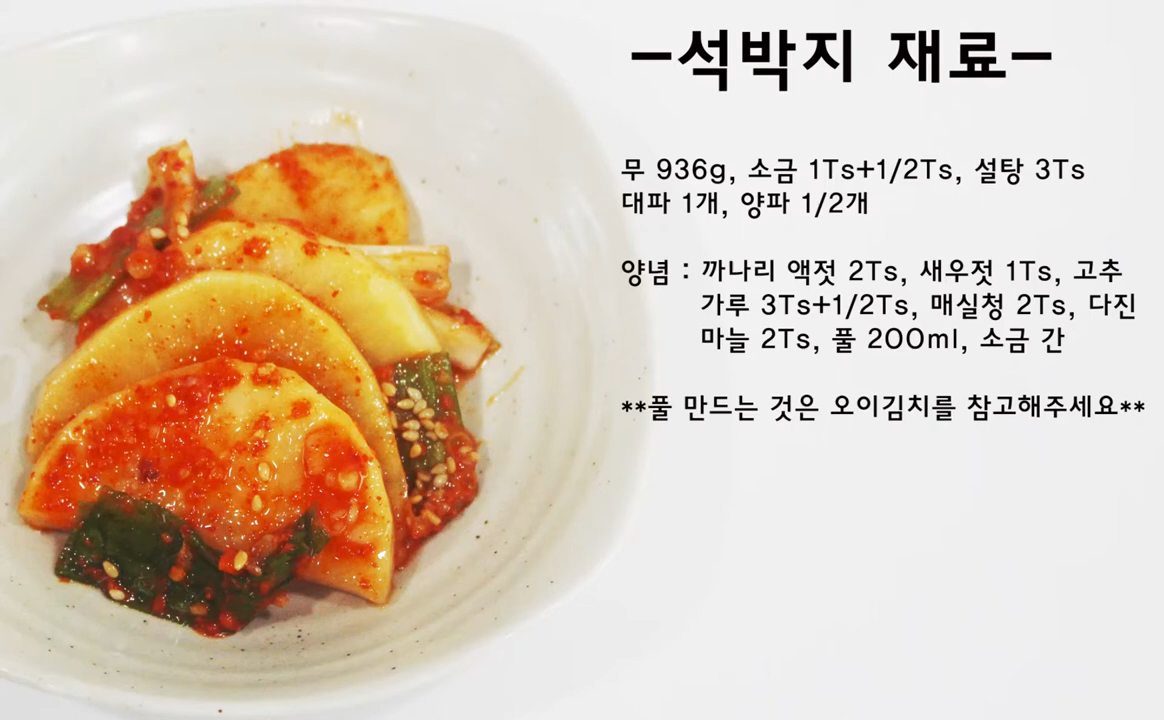 –석박지 재료–
무 936g, 소금 1Ts+1/2Ts, 설탕 3Ts
대파 1개, 양파 1/2개
양념 : 까나리 액젓 2Ts, 새우젓 1Ts, 고추
가루 3Ts+1/2Ts, 매실청 2Ts, 다진
마늘 2Ts, 풀 200ml, 소금 간
**풀 만드는 것은 오이김치를 참고해주세요**